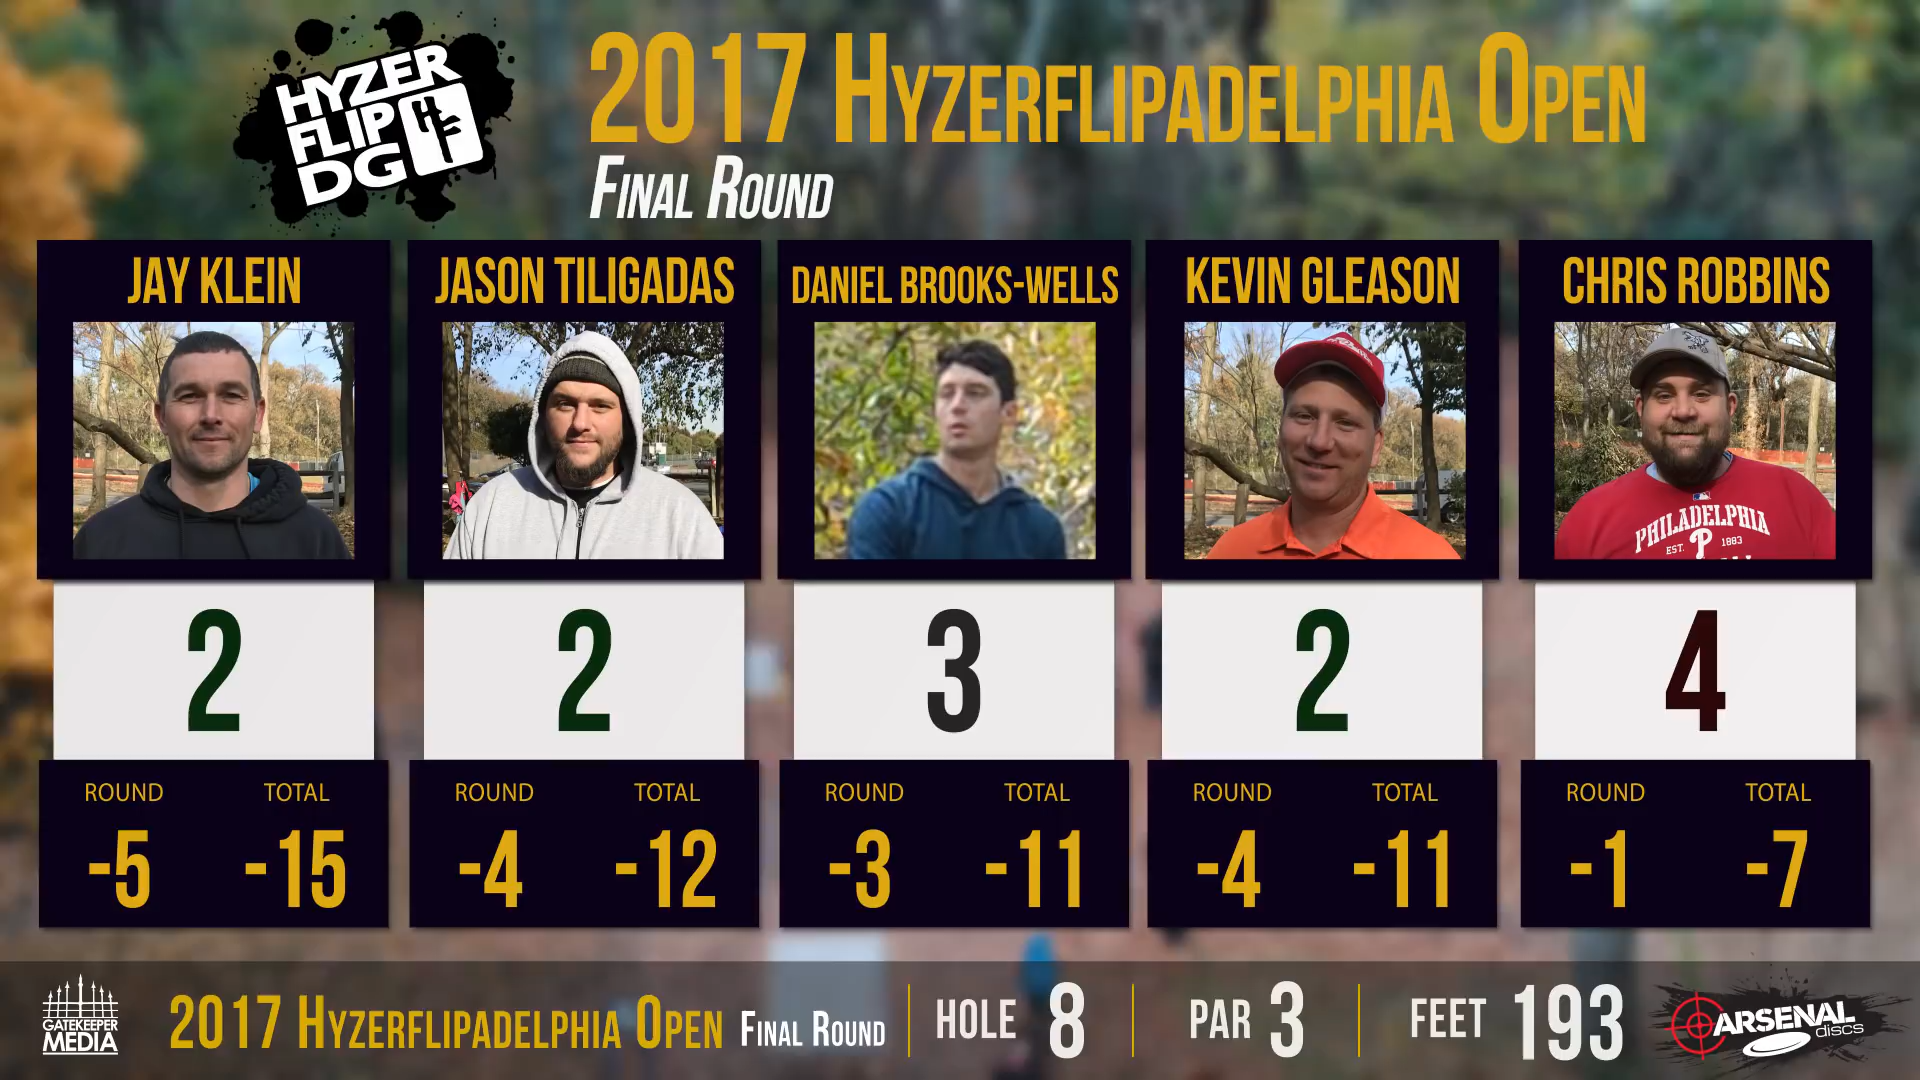 HYZER
FLIP
DG
2017 HYZERFLIPADELPHIA OPEN
FINAL ROUND
JAY KLEIN
JASON TILIGADAS
DANIEL BROOKS-WELLS
KEVIN GLEASON
CHRIS ROBBINS
PHILADELPHIA
EST. P 1883
2
2
3
2
4
ROUND TOTAL
-5 -15
ROUND TOTAL
-4 -12
ROUND TOTAL
-3 -11
ROUND TOTAL
-4 -11
ROUND TOTAL
-1 -7
GATEKEEPER
MEDIA
2017 HYZERFLIPADELPHIA OPEN FINAL ROUND
HOLE 8
PAR 3
FEET 193
ARSENAL
discs